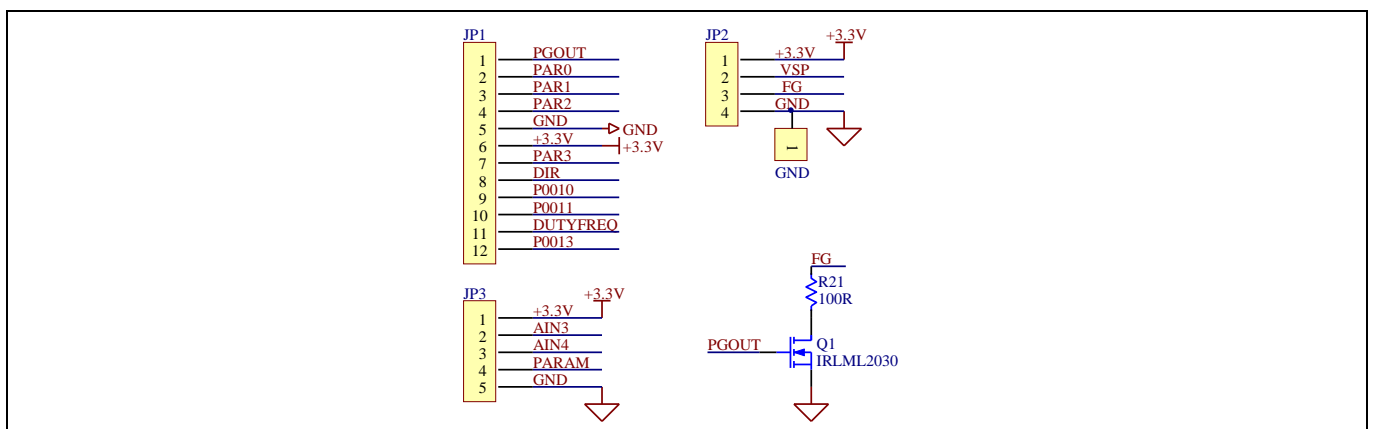 JP1
1 PGOUT
2 PAR0
3 PAR1
4 PAR2
5 GND GND
6 +3.3V +3.3V
7 PAR3
8 DIR
9 P0010
10 P0011
11 DUTYFREQ
12 P0013
JP2
+3.3V
1 +3.3V
2 VSP
3 FG
4 GND
1
GND
JP3
+3.3V
1 +3.3V
2 AIN3
3 AIN4
4 PARAM
5 GND
FG
R21
100R
PGOUT
Q1
IRLML2030